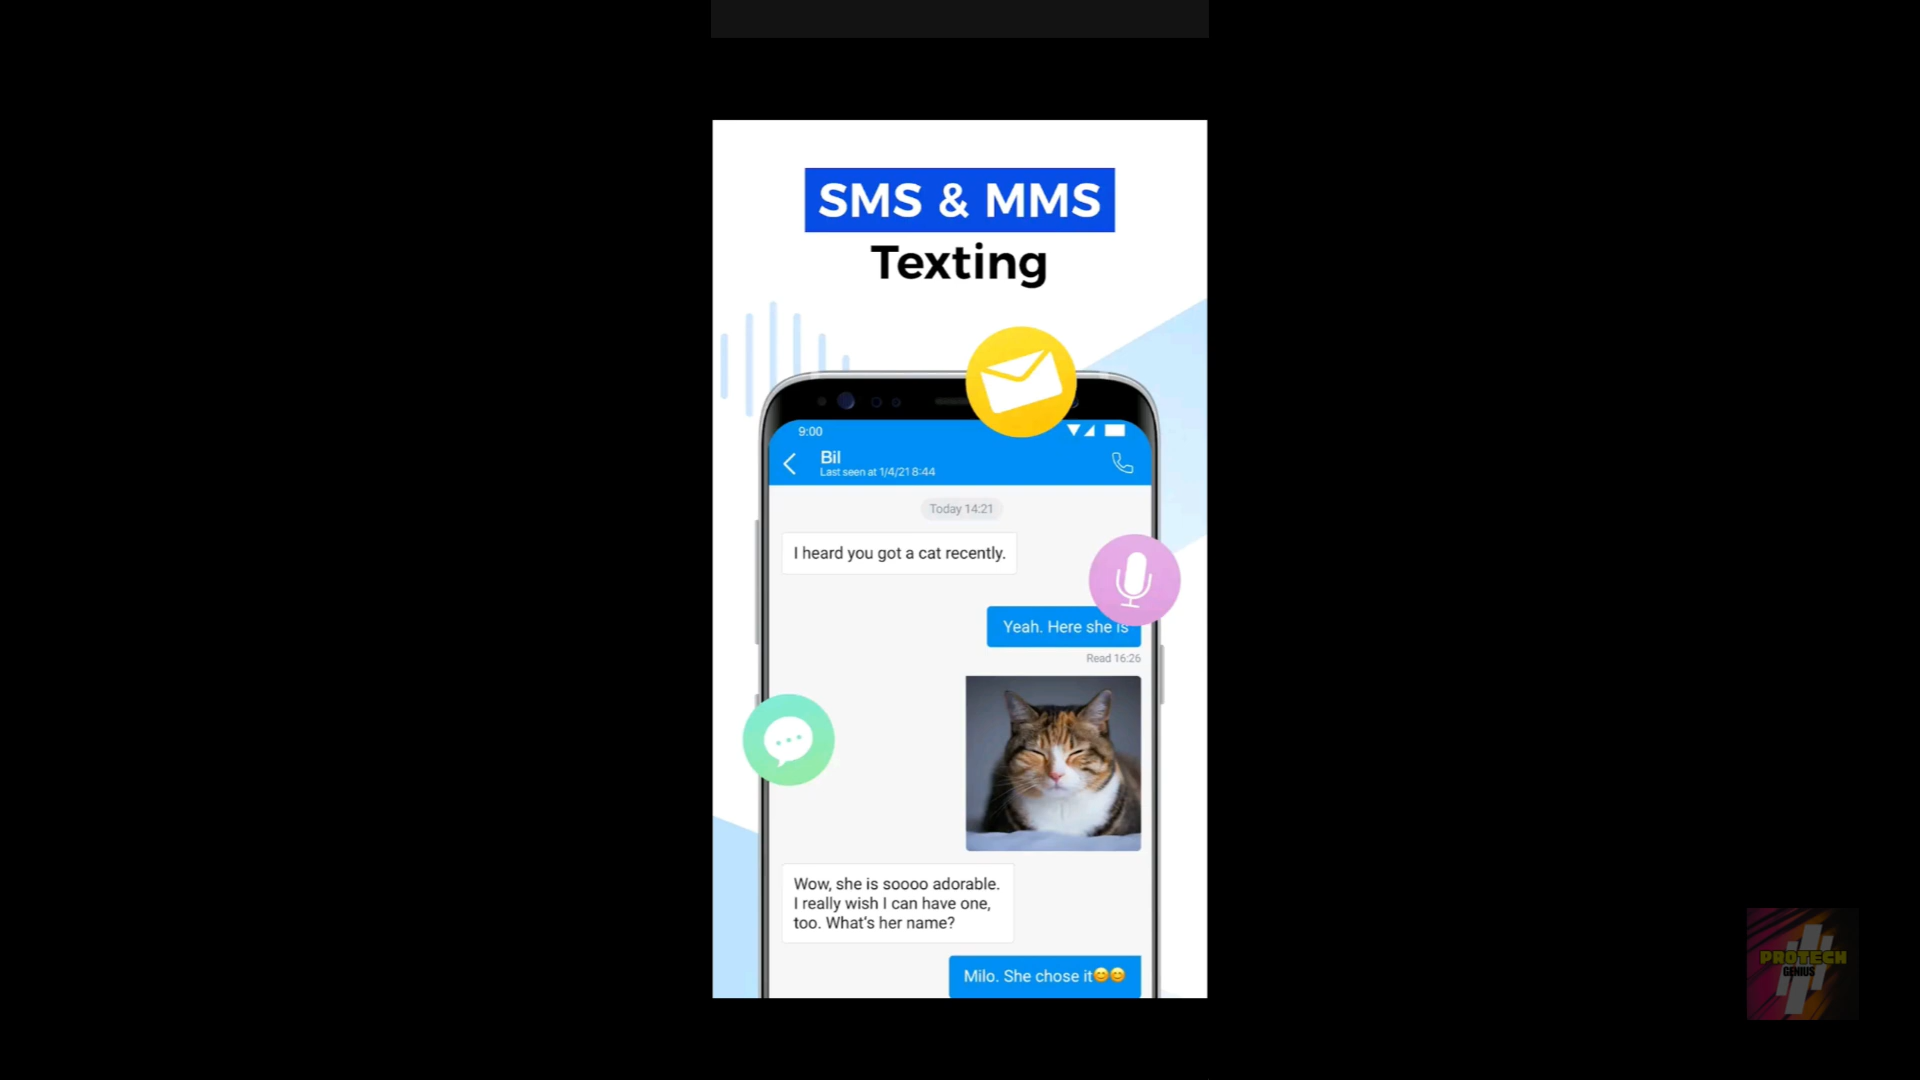 SMS & MMS
Texting
9:00
Bil
Last seen at 1/4/21 8:44
Today 14:21
I heard you got a cat recently.
Yeah. Here she is
Read 16:26
Wow, she is soooo adorable.
I really wish I can have one,
too. What's her name?
Milo. She chose it😊😊
PROTECH
GENIUS